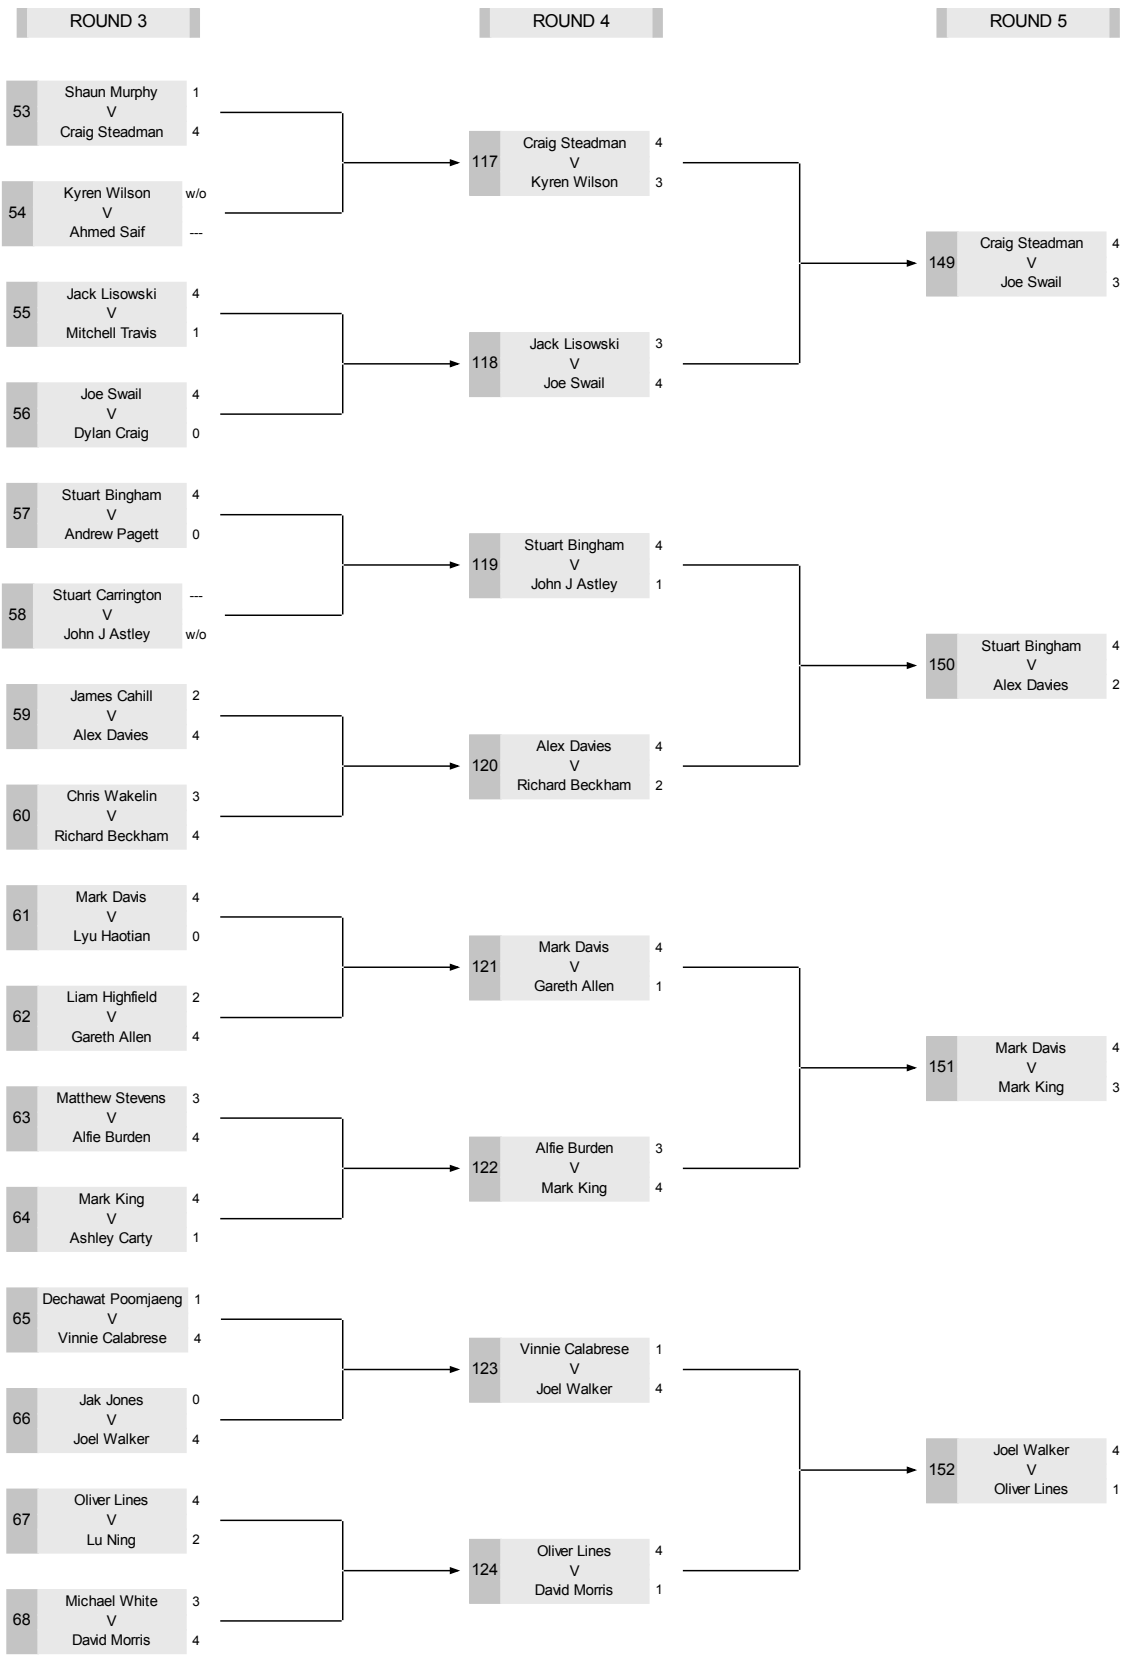 ROUND 3
ROUND 4
ROUND 5
53
Shaun Murphy 1
V
Craig Steadman 4
54
Kyren Wilson w/o
V
Ahmed Saif ---
55
Jack Lisowski 4
V
Mitchell Travis 1
56
Joe Swail 4
V
Dylan Craig 0
57
Stuart Bingham 4
V
Andrew Pagett 0
58
Stuart Carrington ---
V
John J Astley w/o
59
James Cahill 2
V
Alex Davies 4
60
Chris Wakelin 3
V
Richard Beckham 4
61
Mark Davis 4
V
Lyu Haotian 0
62
Liam Highfield 2
V
Gareth Allen 4
63
Matthew Stevens 3
V
Alfie Burden 4
64
Mark King 4
V
Ashley Carty 1
65
Dechawat Poomjaeng 1
V
Vinnie Calabrese 4
66
Jak Jones 0
V
Joel Walker 4
67
Oliver Lines 4
V
Lu Ning 2
68
Michael White 3
V
David Morris 4
117
Craig Steadman 4
V
Kyren Wilson 3
118
Jack Lisowski 3
V
Joe Swail 4
119
Stuart Bingham 4
V
John J Astley 1
120
Alex Davies 4
V
Richard Beckham 2
121
Mark Davis 4
V
Gareth Allen 1
122
Alfie Burden 3
V
Mark King 4
123
Vinnie Calabrese 1
V
Joel Walker 4
124
Oliver Lines 4
V
David Morris 1
149
Craig Steadman 4
V
Joe Swail 3
150
Stuart Bingham 4
V
Alex Davies 2
151
Mark Davis 4
V
Mark King 3
152
Joel Walker 4
V
Oliver Lines 1